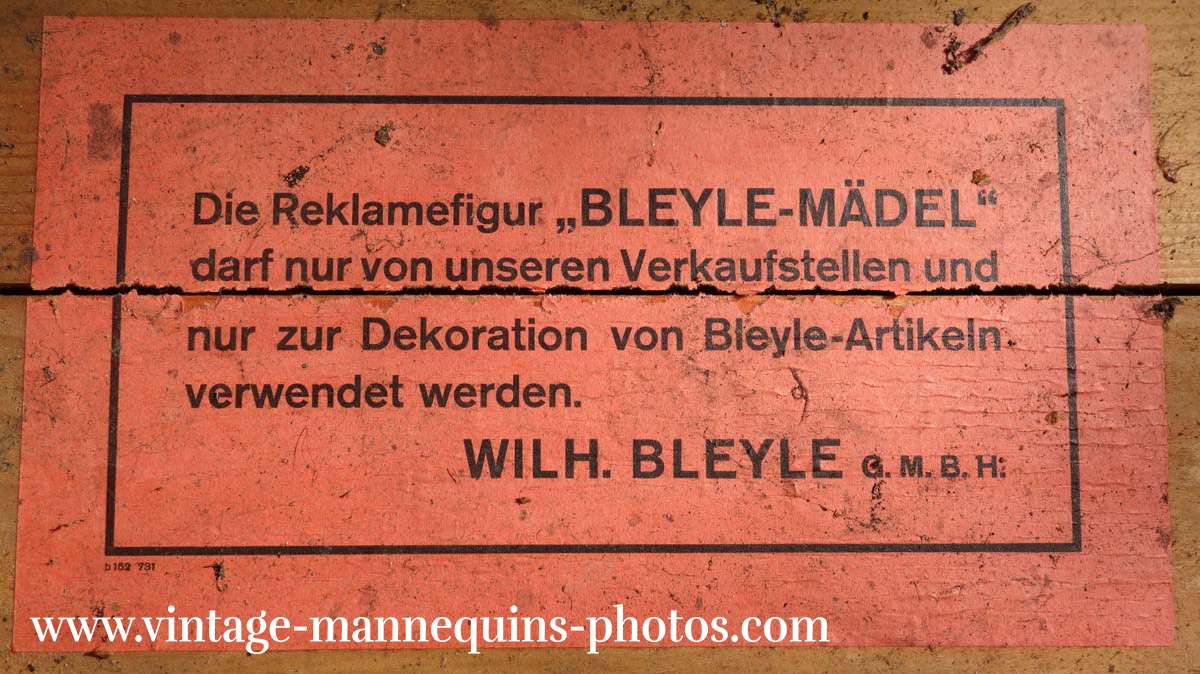 Die Reklamefigur „BLEYLE-MÄDEL“
darf nur von unseren Verkaufstellen und
nur zur Dekoration von Bleyle-Artikeln
verwendet werden.
WILH. BLEYLE G. M. B. H.
b 152 731
www.vintage-mannequins-photos.com